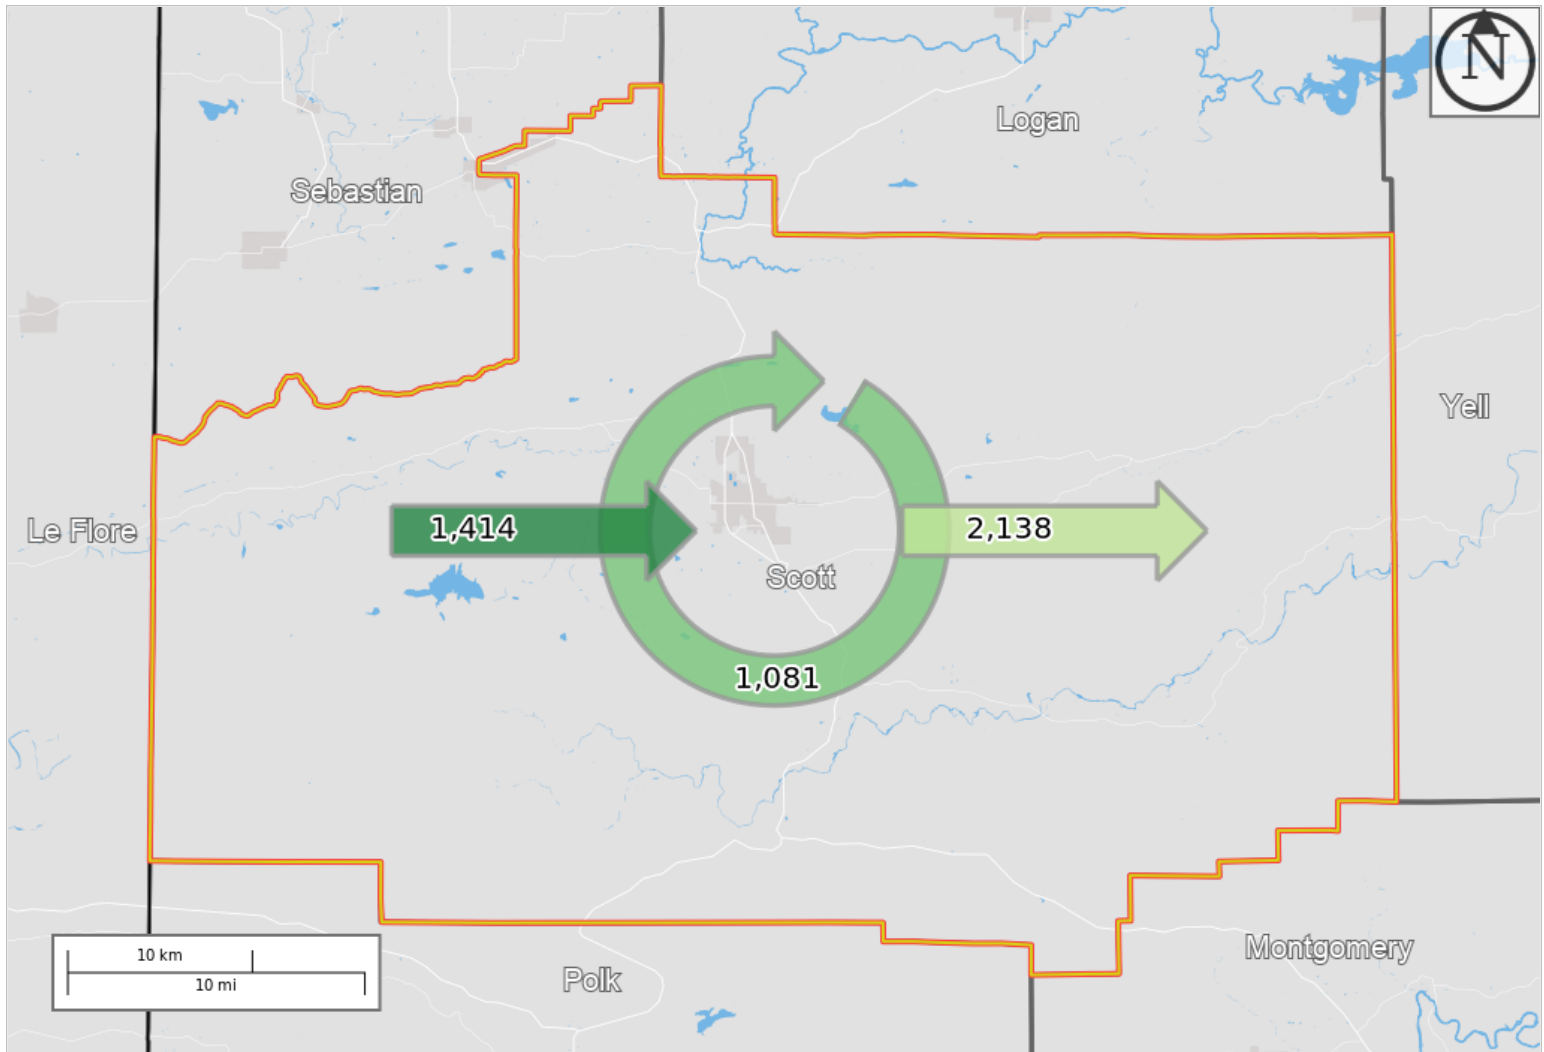 N
Logan
Sebastian
Yell
1,414
2,138
Le Flore
Scott
1,081
Montgomery
10 km
10 mi
Polk